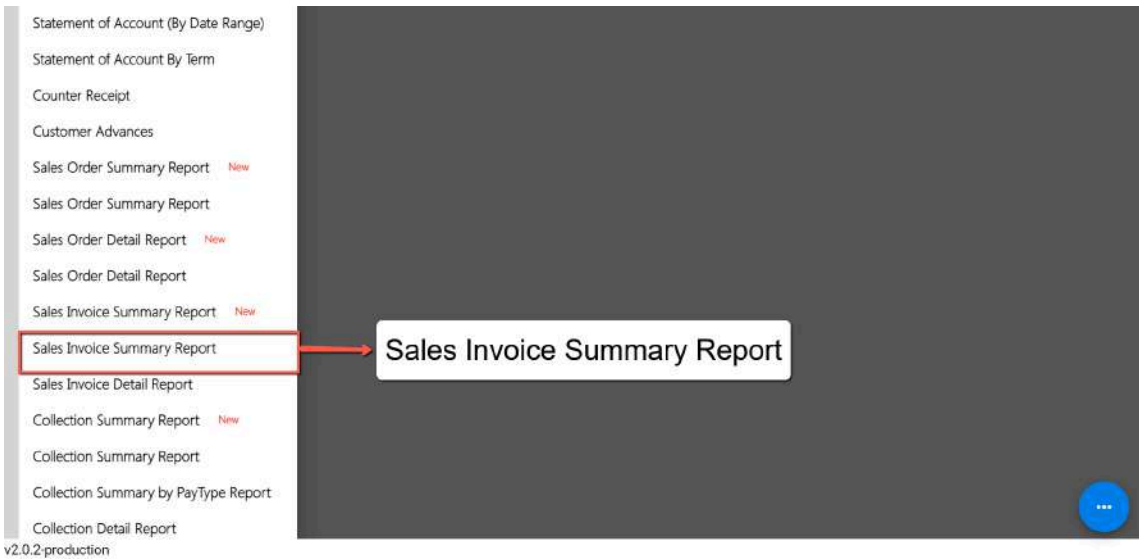 Statement of Account (By Date Range)
Statement of Account By Term
Counter Receipt
Customer Advances
Sales Order Summary Report New
Sales Order Summary Report
Sales Order Detail Report New
Sales Order Detail Report
Sales Invoice Summary Report New
Sales Invoice Summary Report
Sales Invoice Summary Report
Sales Invoice Detail Report
Collection Summary Report New
Collection Summary Report
Collection Summary by PayType Report
Collection Detail Report
v2.0.2-production